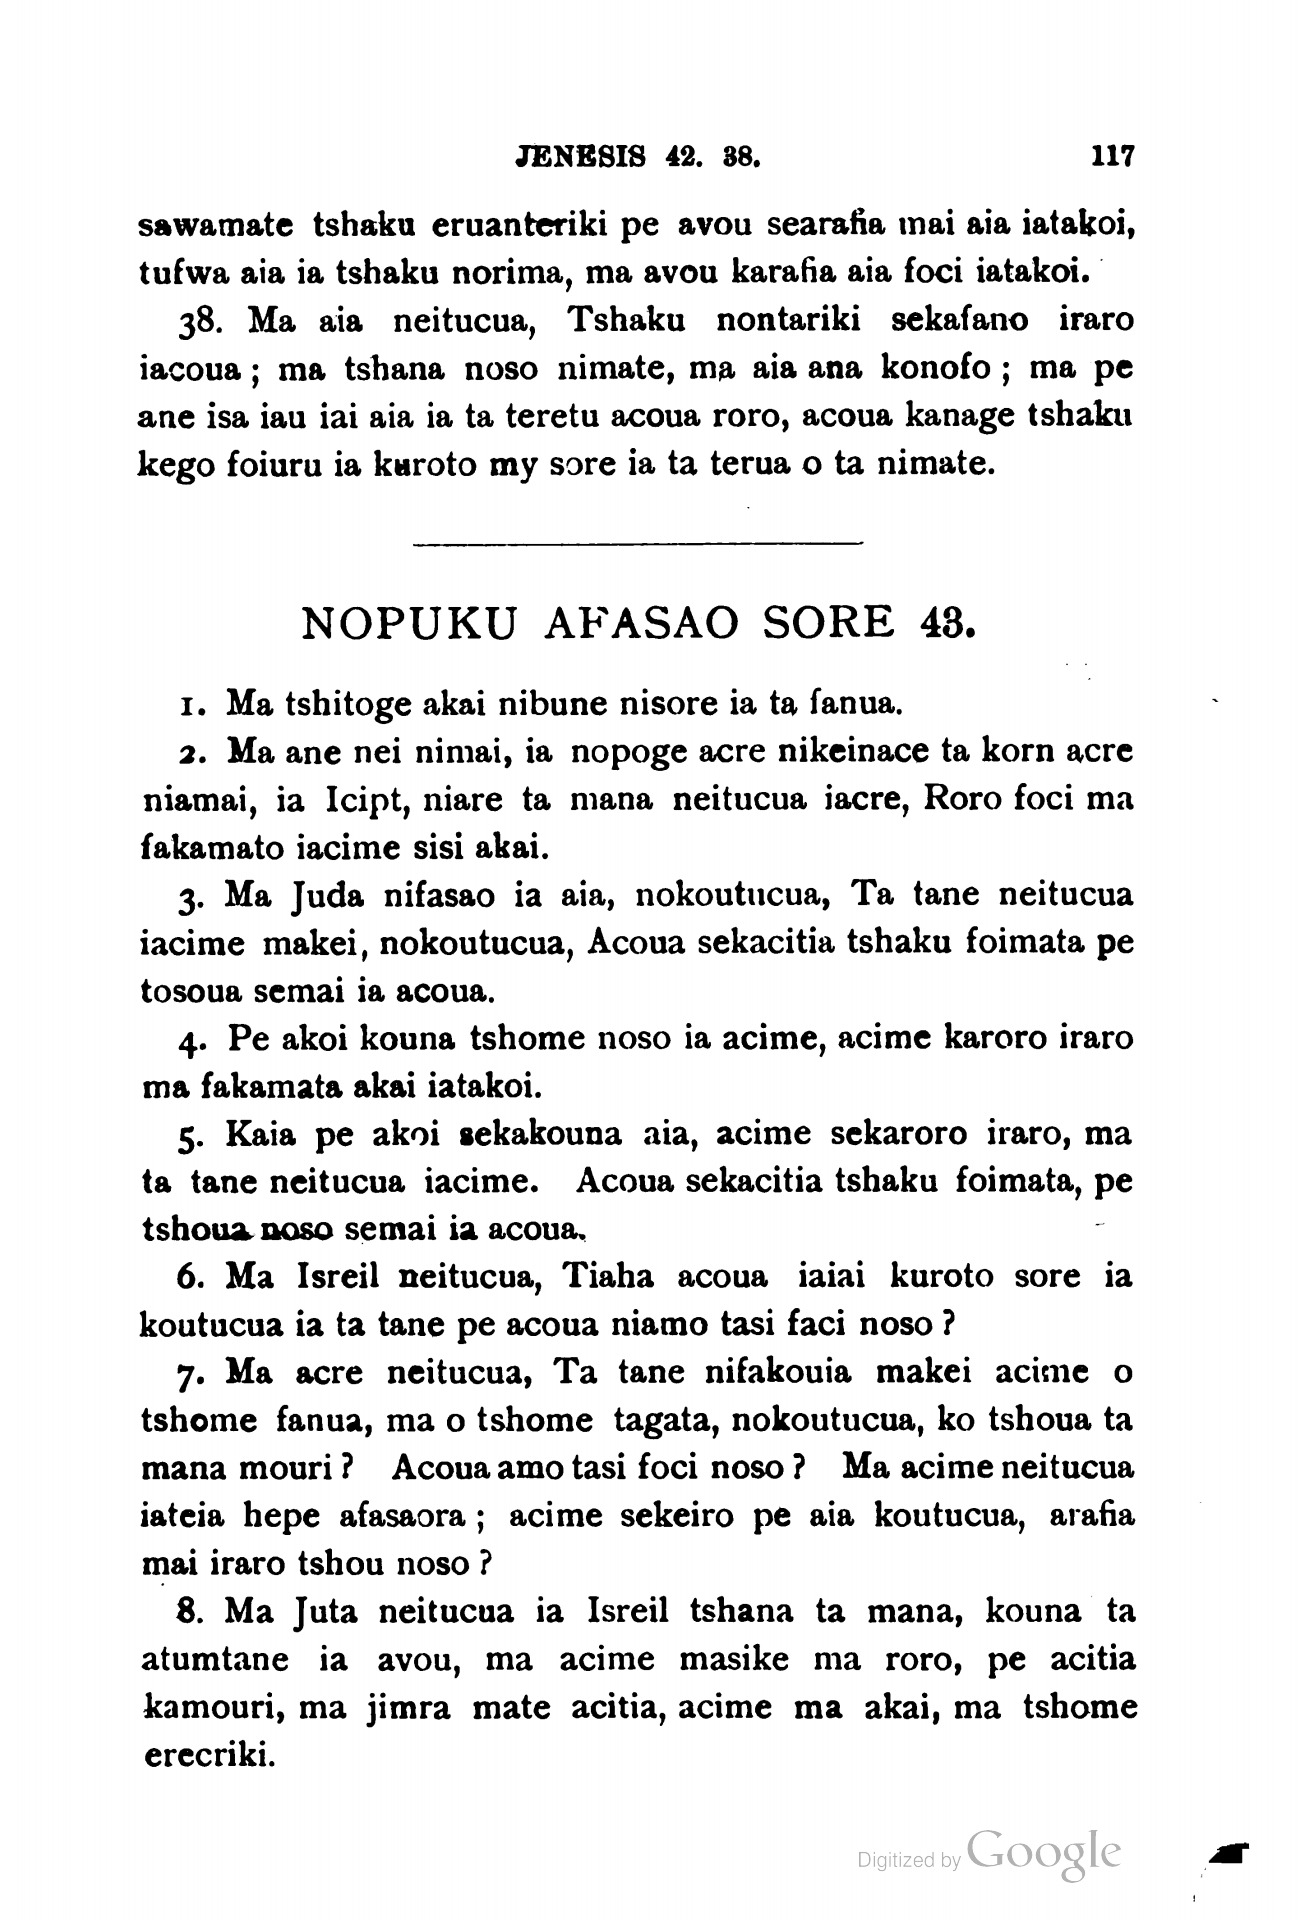 JENESIS 42. 38. 117
sawamate tshaku eruanteriki pe avou searafia mai aia iatakoi,
tufwa aia ia tshaku norima, ma avou karafia aia foci iatakoi.
38. Ma aia neitucua, Tshaku nontariki sekafano iraro
iacoua ; ma tshana noso nimate, ma aia ana konofo ; ma pe
ane isa iau iai aia ia ta teretu acoua roro, acoua kanage tshaku
kego foiuru ia kuroto my sore ia ta terua o ta nimate.
NOPUKU AFASAO SORE 43.
1. Ma tshitoge akai nibune nisore ia ta fanua.
2. Ma ane nei nimai, ia nopoge acre nikeinace ta korn acre
niamai, ia Icipt, niare ta mana neitucua iacre, Roro foci ma
fakamato iacime sisi akai.
3. Ma Juda nifasao ia aia, nokoutucua, Ta tane neitucua
iacime makei, nokoutucua, Acoua sekacitia tshaku foimata pe
tosoua semai ia acoua.
4. Pe akoi kouna tshome noso ia acime, acime karoro iraro
ma fakamata akai iatakoi.
5. Kaia pe akoi sekakouna aia, acime sekaroro iraro, ma
ta tane neitucua iacime. Acoua sekacitia tshaku foimata, pe
tshoua noso semai ia acoua.
6. Ma Isreil neitucua, Tiaha acoua iaiai kuroto sore ia
koutucua ia ta tane pe acoua niamo tasi faci noso ?
7. Ma acre neitucua, Ta tane nifakouia makei acime o
tshome fanua, ma o tshome tagata, nokoutucua, ko tshoua ta
mana mouri ? Acoua amo tasi foci noso ? Ma acime neitucua
iateia hepe afasaora ; acime sekeiro pe aia koutucua, arafia
mai iraro tshou noso ?
8. Ma Juta neitucua ia Isreil tshana ta mana, kouna ta
atumtane ia avou, ma acime masike ma roro, pe acitia
kamouri, ma jimra mate acitia, acime ma akai, ma tshome
erecriki.
Digitized by Google